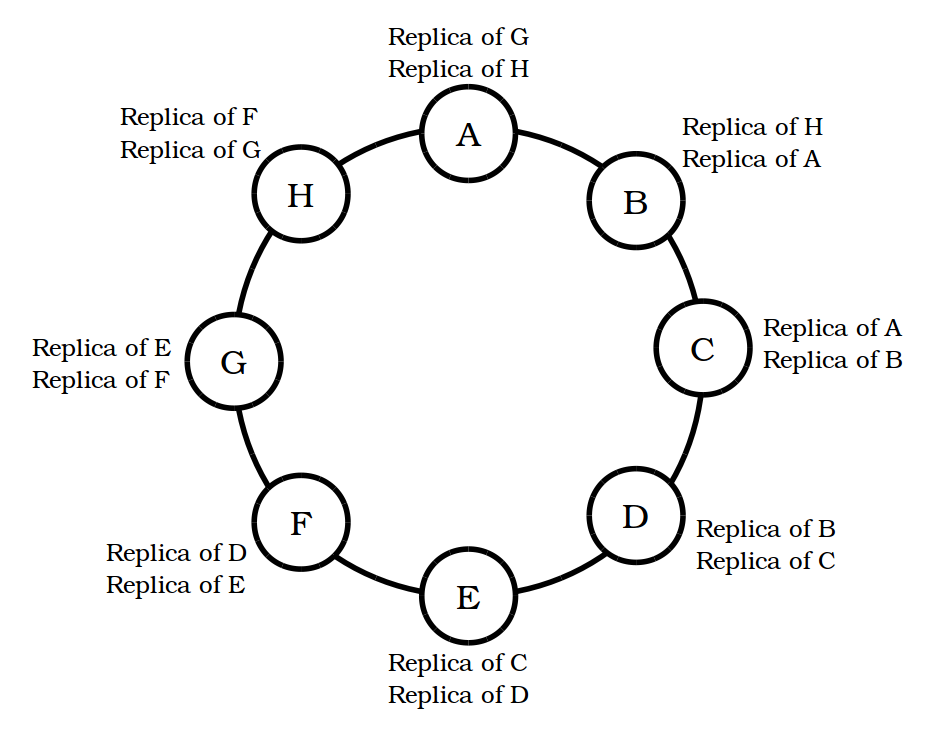 Replica of G
Replica of H
A
Replica of H
Replica of A
B
Replica of A
Replica of B
C
Replica of B
Replica of C
D
Replica of C
Replica of D
E
Replica of D
Replica of E
F
Replica of E
Replica of F
G
Replica of F
Replica of G
H